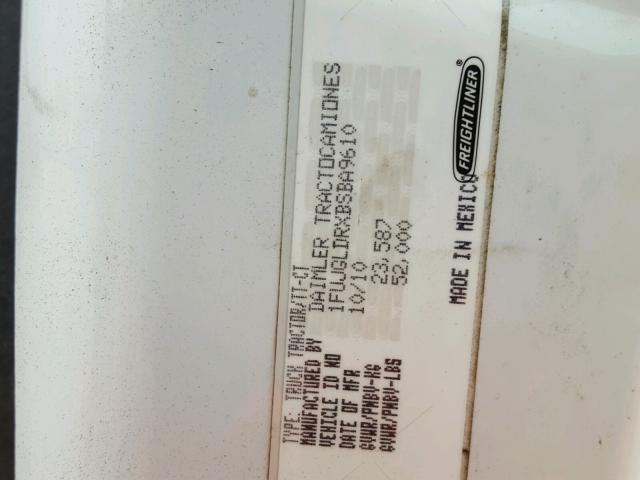 TYPE: TRUCK TRACTOR/TT-CT
MANUFACTURED BY DAIMLER TRACTOCAMIONES
VEHICLE ID NO 1FUJGLDRXBSBA9610
DATE OF MFR 10/10
GVWR/PNBV-KG 23,587
GVWR/PNBV-LBS 52,000
MADE IN MEXICO
FREIGHTLINER®